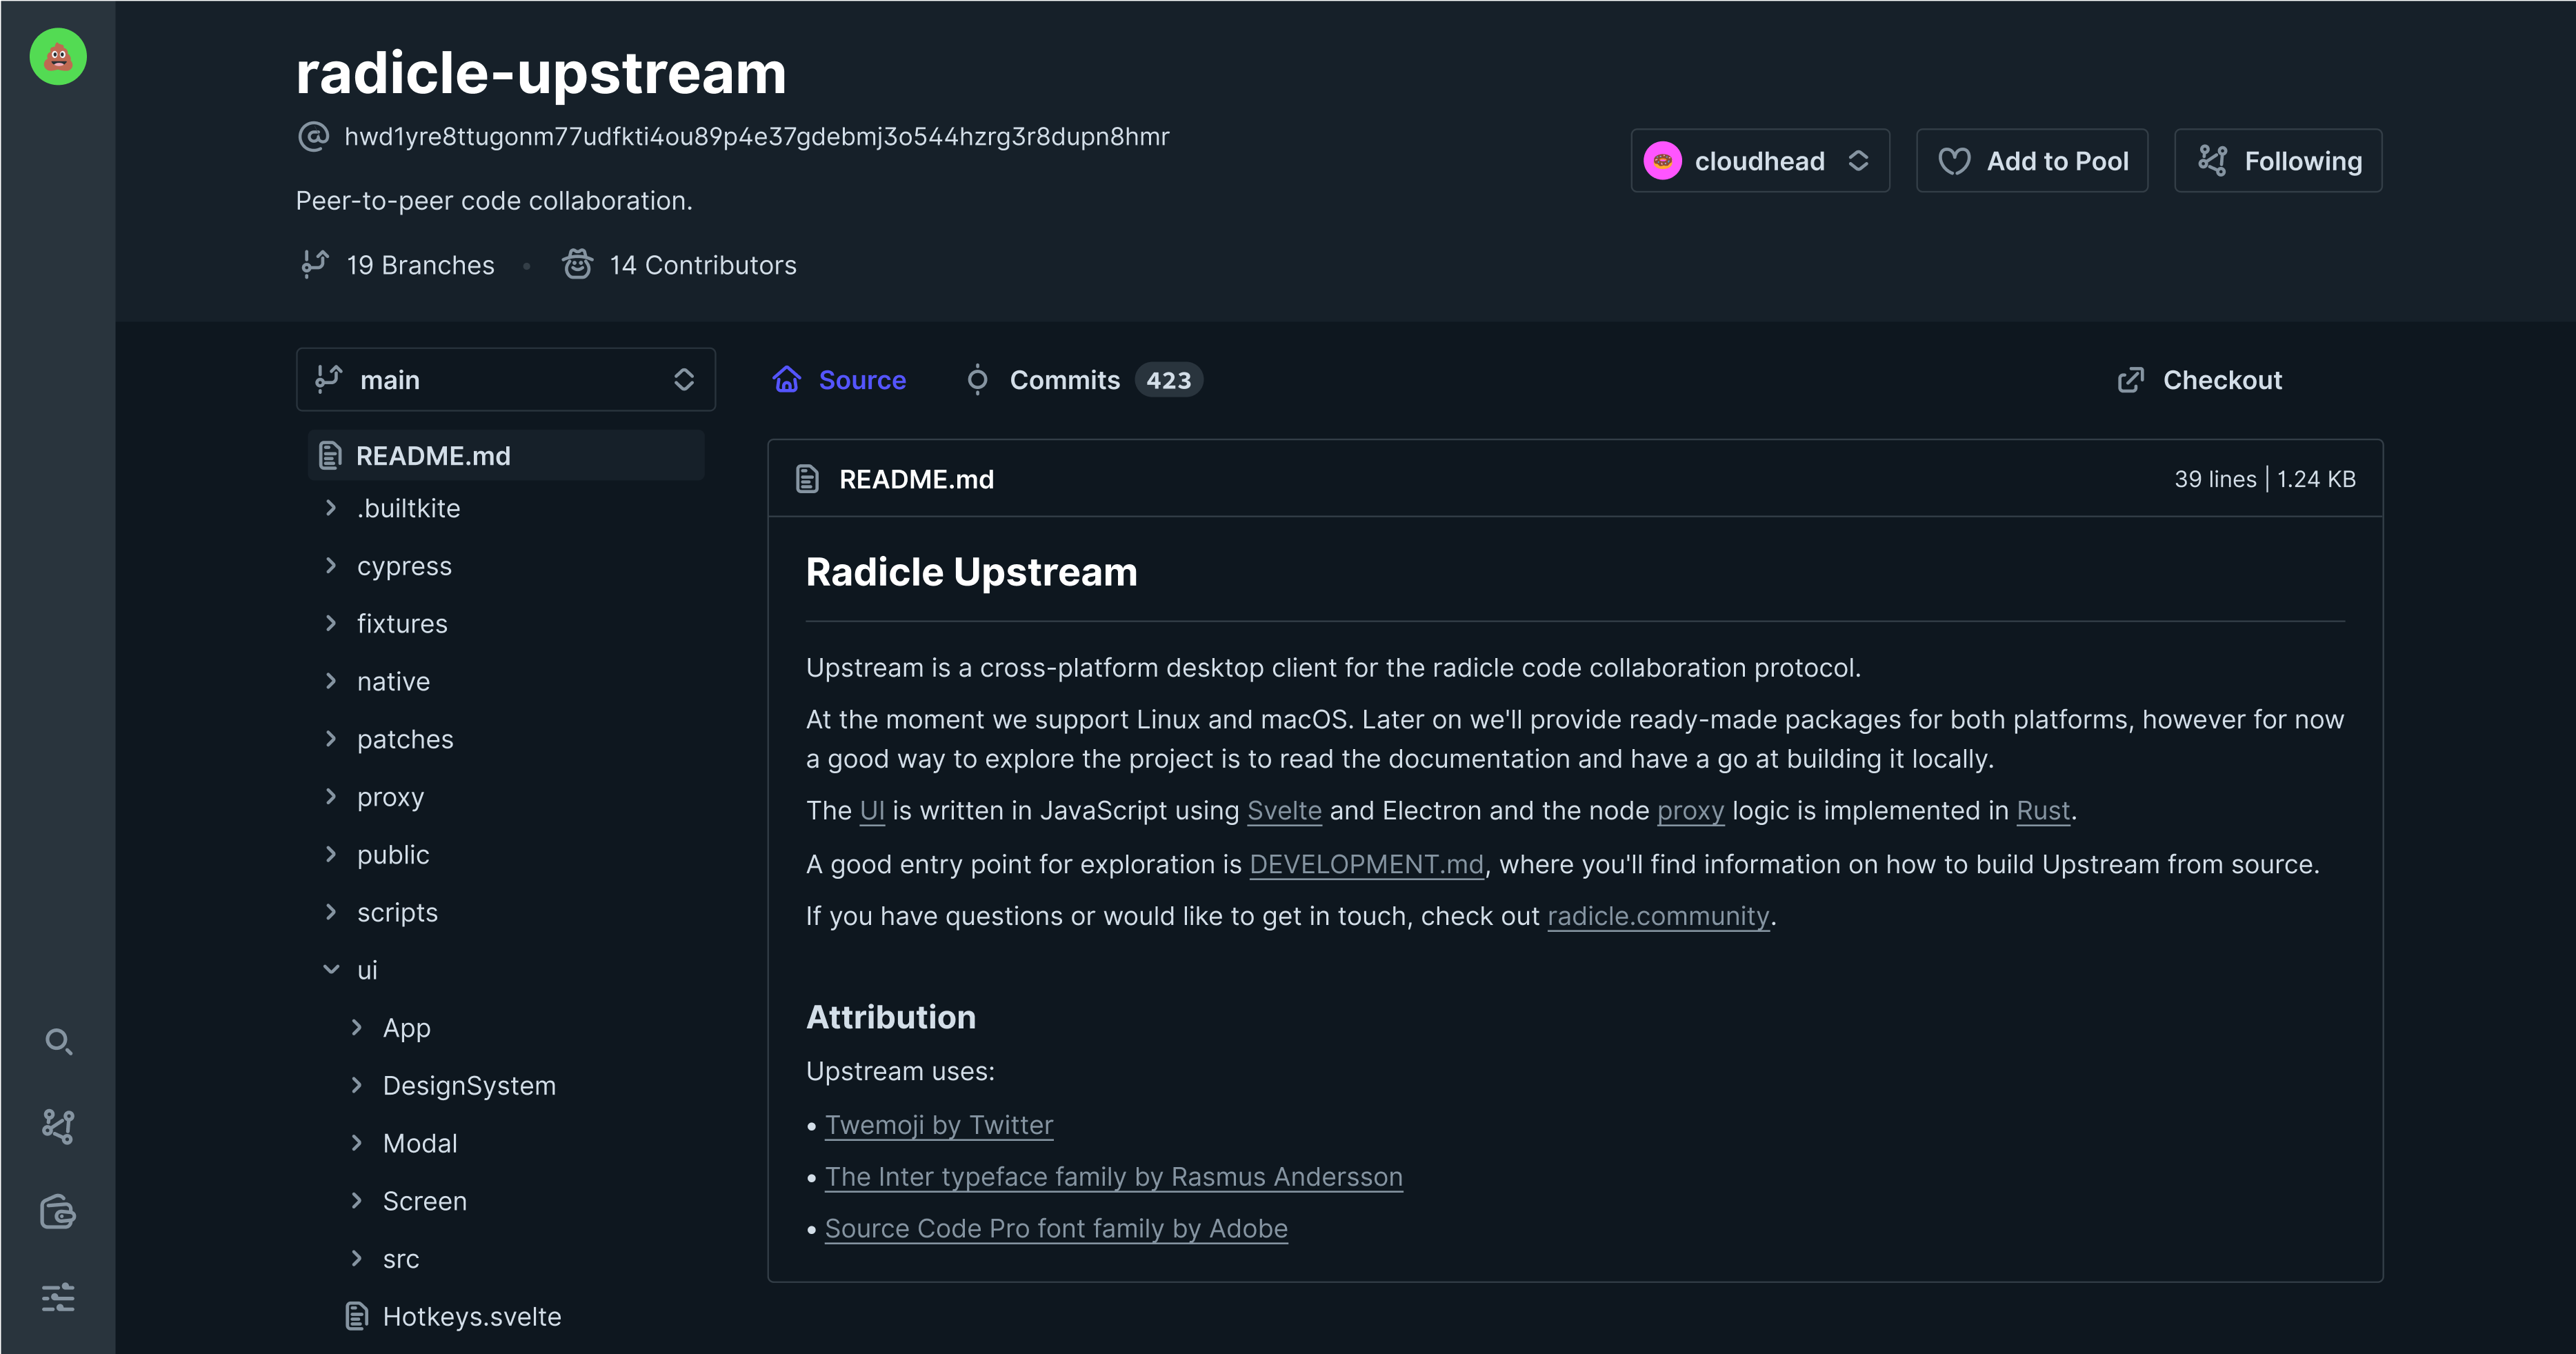 radicle-upstream
hwd1yre8ttugonm77udfkti4ou89p4e37gdebmj3o544hzrg3r8dupn8hmr
Peer-to-peer code collaboration.
19 Branches • 14 Contributors
cloudhead
Add to Pool
Following
main
README.md
.builtkite
cypress
fixtures
native
patches
proxy
public
scripts
ui
App
DesignSystem
Modal
Screen
src
Hotkeys.svelte
Source
Commits 423
Checkout
README.md
39 lines | 1.24 KB
Radicle Upstream
Upstream is a cross-platform desktop client for the radicle code collaboration protocol.
At the moment we support Linux and macOS. Later on we'll provide ready-made packages for both platforms, however for now
a good way to explore the project is to read the documentation and have a go at building it locally.
The UI is written in JavaScript using Svelte and Electron and the node proxy logic is implemented in Rust.
A good entry point for exploration is DEVELOPMENT.md, where you'll find information on how to build Upstream from source.
If you have questions or would like to get in touch, check out radicle.community.
Attribution
Upstream uses:
• Twemoji by Twitter
• The Inter typeface family by Rasmus Andersson
• Source Code Pro font family by Adobe